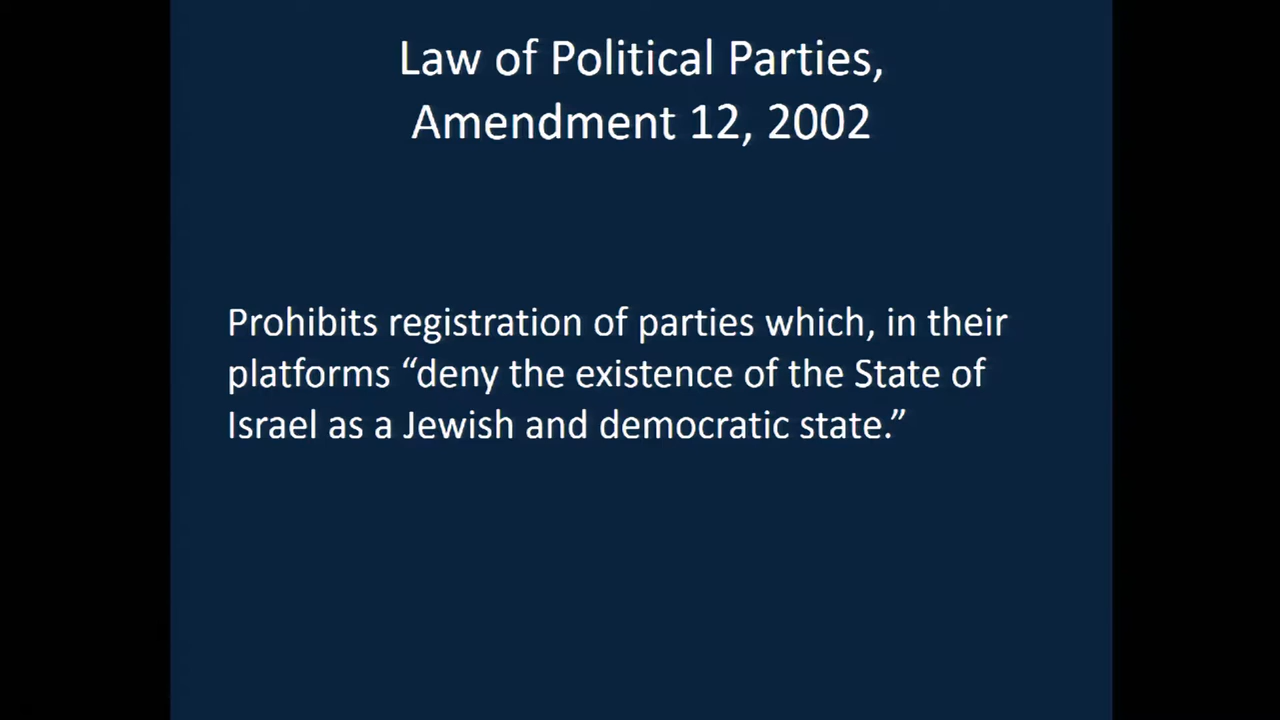 Law of Political Parties,
Amendment 12, 2002
Prohibits registration of parties which, in their
platforms “deny the existence of the State of
Israel as a Jewish and democratic state.”